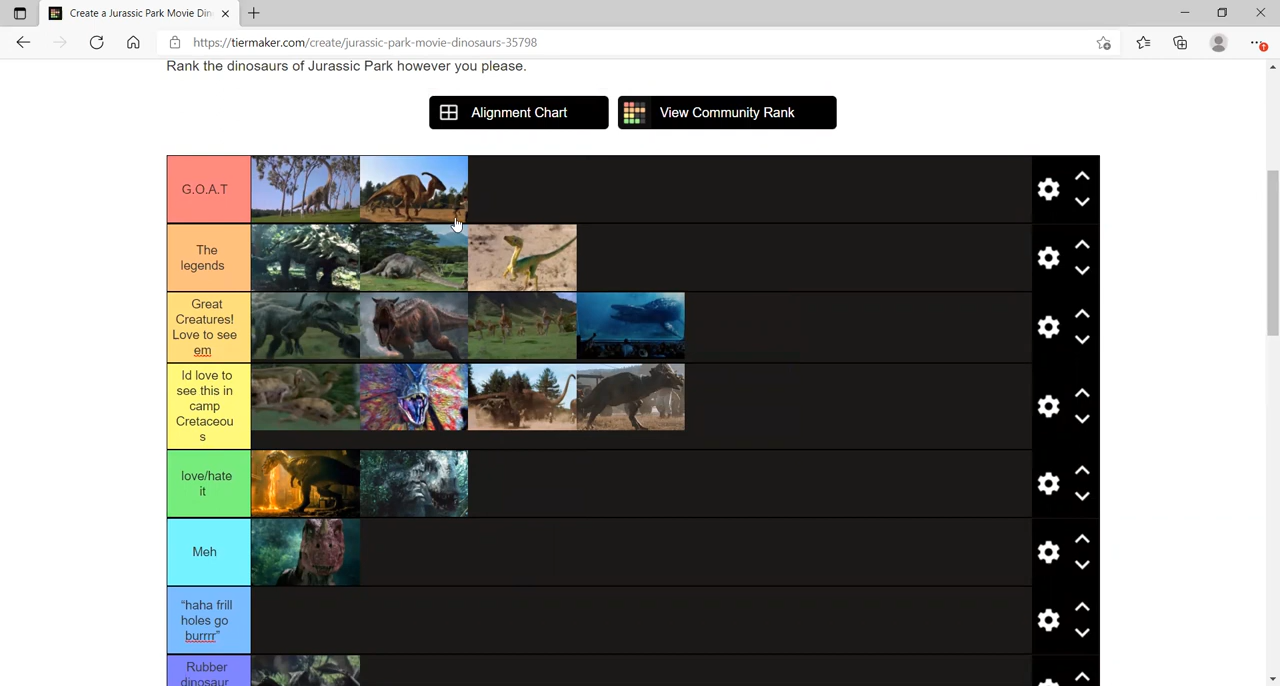 Create a Jurassic Park Movie Din
https://tiermaker.com/create/jurassic-park-movie-dinosaurs-35798
Rank the dinosaurs of Jurassic Park however you please.
Alignment Chart
View Community Rank
G.O.A.T
The
legends
Great
Creatures!
Love to see
em
Id love to
see this in
camp
Cretaceou
s
love/hate
it
Meh
"haha frill
holes go
burrrr"
Rubber
dinosaur